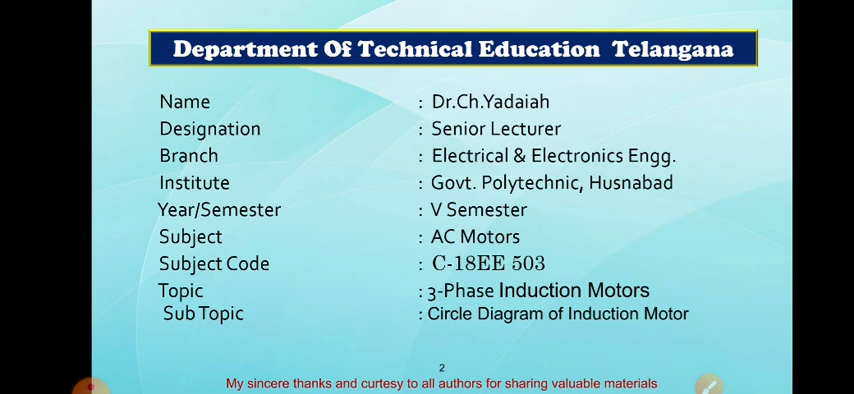 Department Of Technical Education Telangana
Name : Dr.Ch.Yadaiah
Designation : Senior Lecturer
Branch : Electrical & Electronics Engg.
Institute : Govt. Polytechnic, Husnabad
Year/Semester : V Semester
Subject : AC Motors
Subject Code : C-18EE 503
Topic : 3-Phase Induction Motors
Sub Topic : Circle Diagram of Induction Motor
2
My sincere thanks and curtesy to all authors for sharing valuable materials